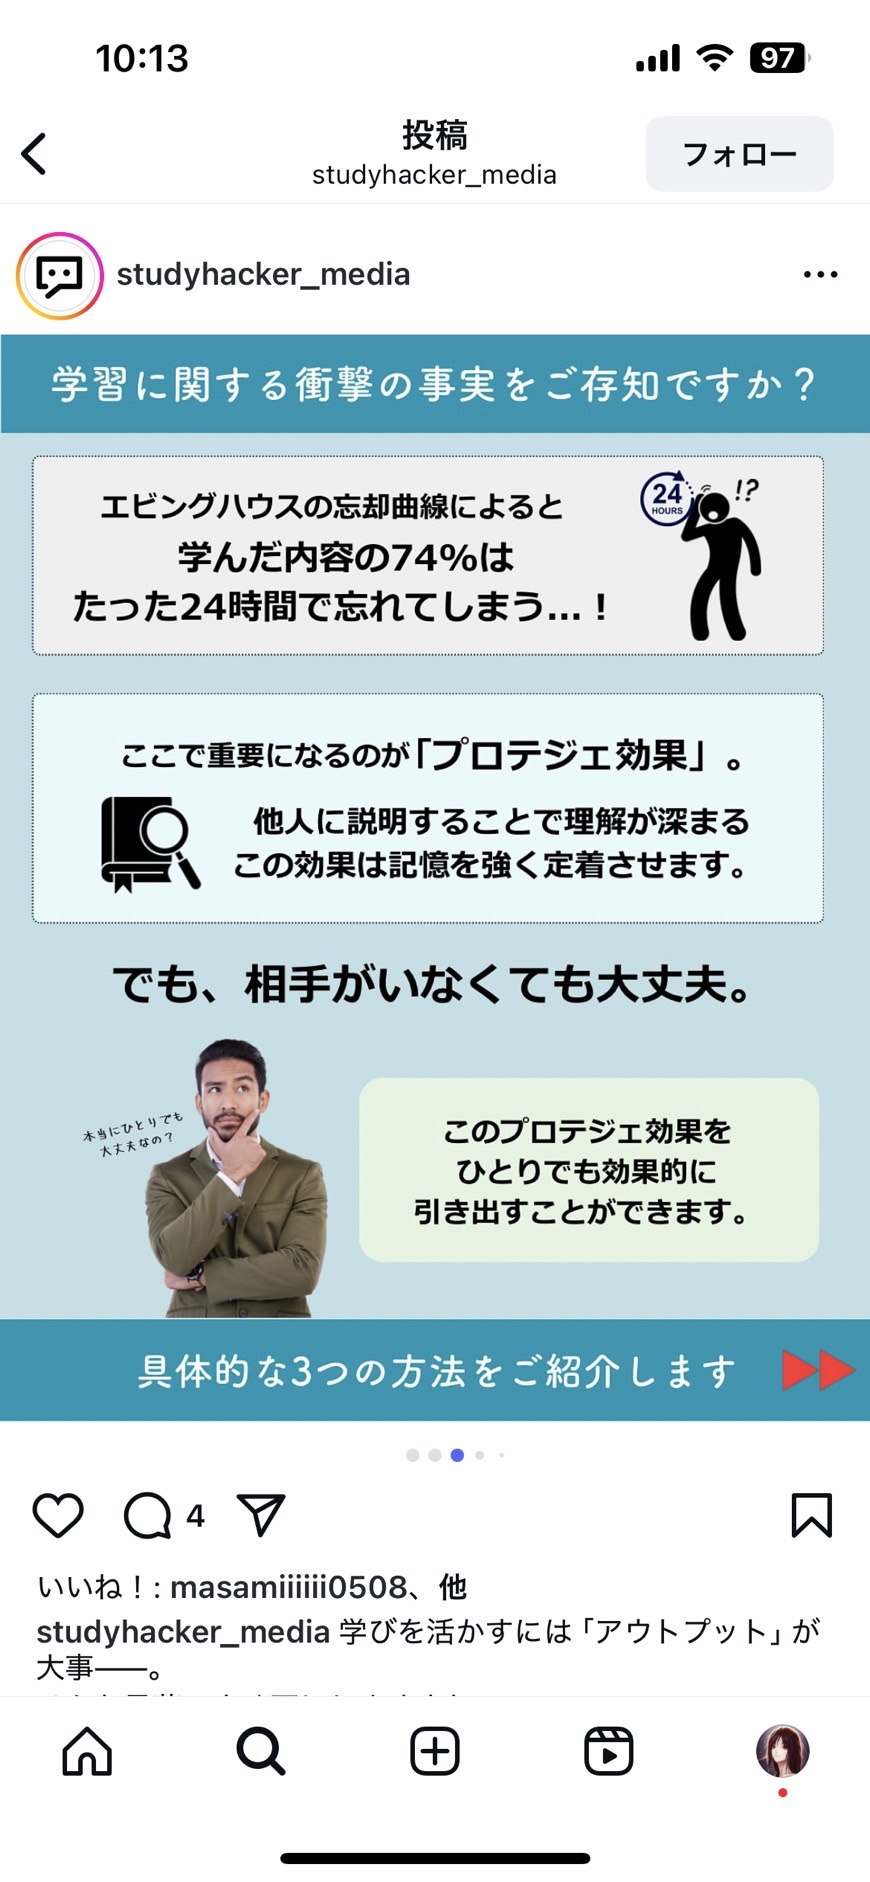 10:13
97
投稿
studyhacker_media
フォロー
studyhacker_media
学習に関する衝撃の事実をご存知ですか？
エビングハウスの忘却曲線によると
学んだ内容の74%は
たった24時間で忘れてしまう…！
24
HOURS
!?
ここで重要になるのが「プロテジェ効果」。
他人に説明することで理解が深まる
この効果は記憶を強く定着させます。
でも、相手がいなくても大丈夫。
本当にひとりでも
大丈夫なの？
このプロテジェ効果を
ひとりでも効果的に
引き出すことができます。
具体的な3つの方法をご紹介します
4
いいね！: masamiiiiii0508、他
studyhacker_media 学びを活かすには「アウトプット」が
大事——。